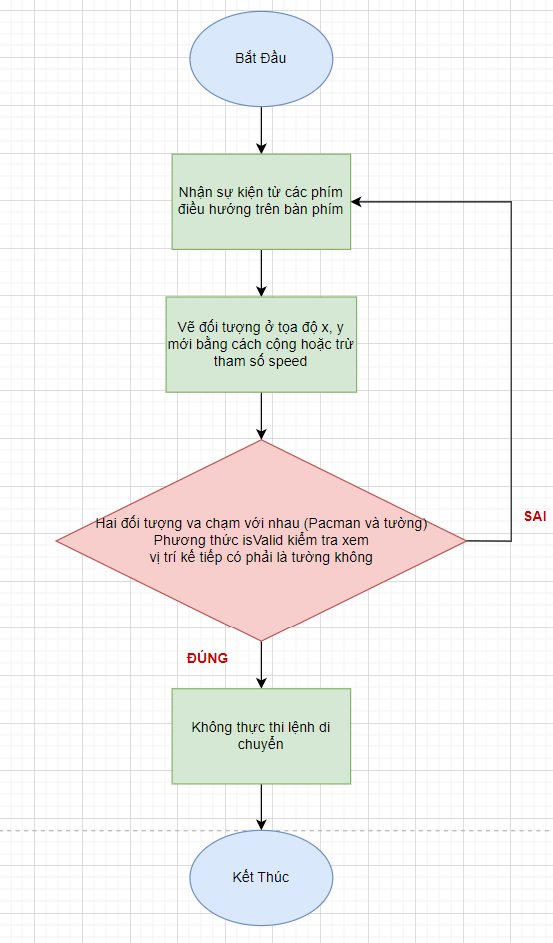 Bắt Đầu
Nhận sự kiện từ các phím
điều hướng trên bàn phím
Vẽ đối tượng ở tọa độ x, y
mới bằng cách cộng hoặc trừ
tham số speed
Hai đối tượng va chạm với nhau (Pacman và tường)
Phương thức isValid kiểm tra xem
vị trí kế tiếp có phải là tường không
SAI
ĐÚNG
Không thực thi lệnh di
chuyển
Kết Thúc